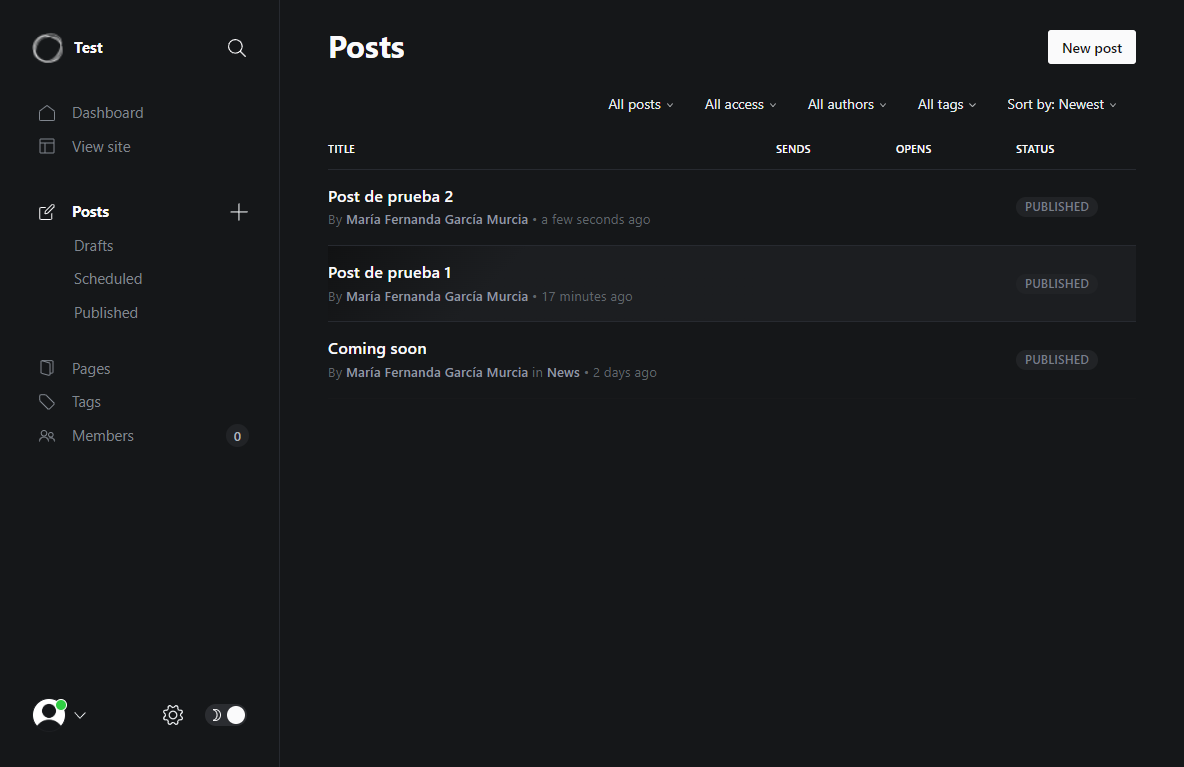 Test
Dashboard
View site
Posts
Drafts
Scheduled
Published
Pages
Tags
Members 0
Posts
New post
All posts All access All authors All tags Sort by: Newest
TITLE SENDS OPENS STATUS
Post de prueba 2
By María Fernanda García Murcia • a few seconds ago
PUBLISHED
Post de prueba 1
By María Fernanda García Murcia • 17 minutes ago
PUBLISHED
Coming soon
By María Fernanda García Murcia in News • 2 days ago
PUBLISHED